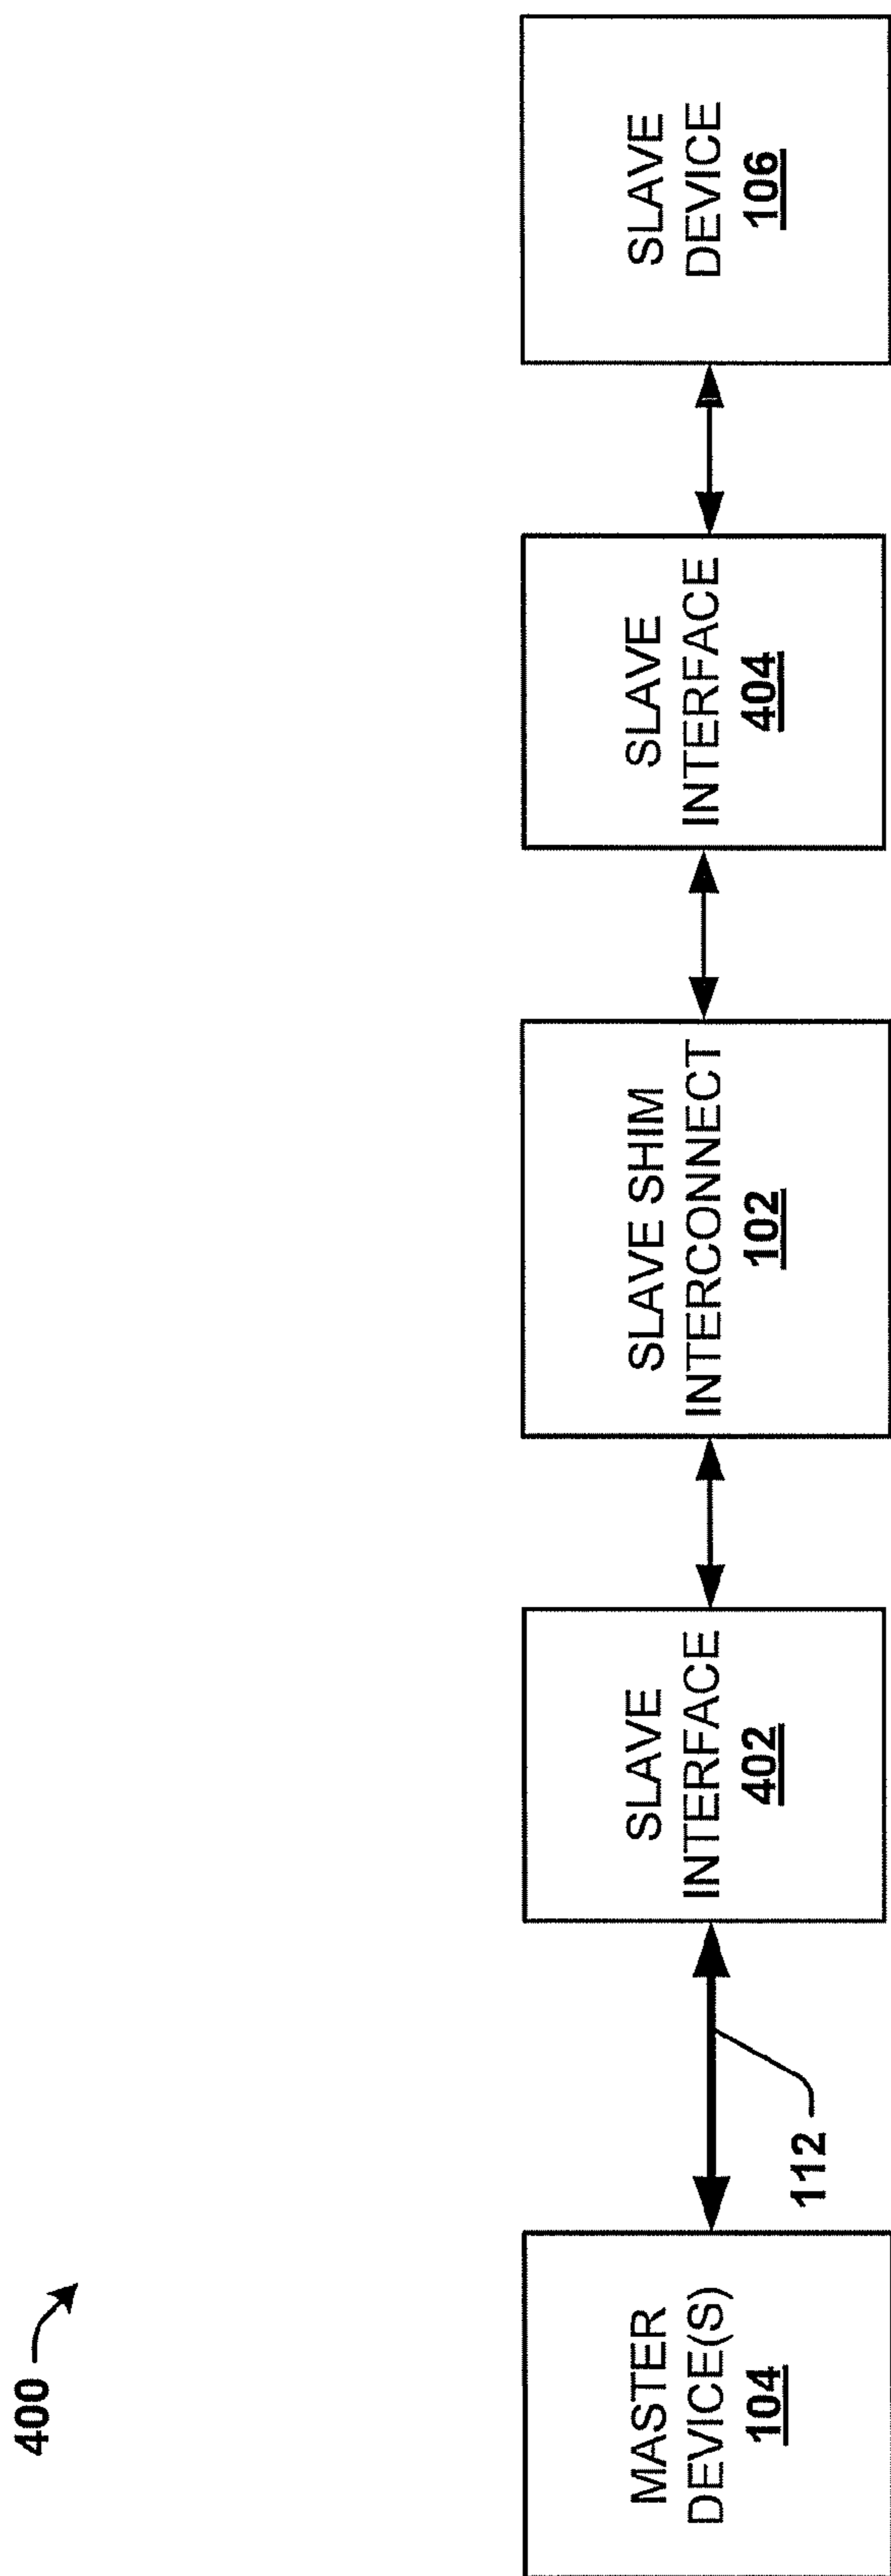 400
MASTER
DEVICE(S)
104
112
SLAVE
INTERFACE
402
SLAVE SHIM
INTERCONNECT
102
SLAVE
INTERFACE
404
SLAVE
DEVICE
106